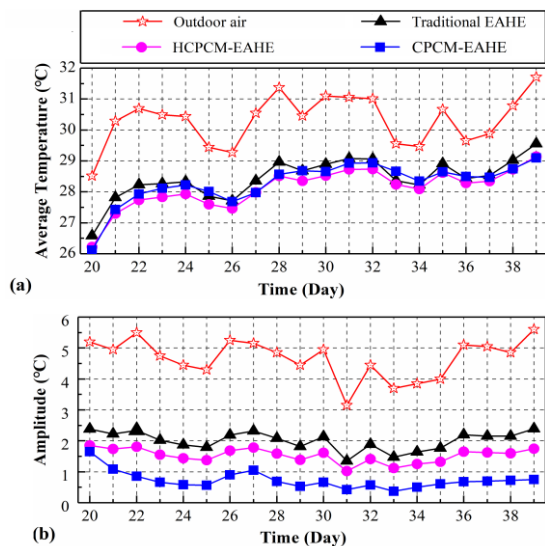 Outdoor air Traditional EAHE
HCPCM-EAHE CPCM-EAHE
32
31
30
29
28
27
26
Average Temperature (℃)
20 22 24 26 28 30 32 34 36 38
(a)
Time (Day)
6
5
4
3
2
1
0
Amplitude (℃)
20 22 24 26 28 30 32 34 36 38
(b)
Time (Day)